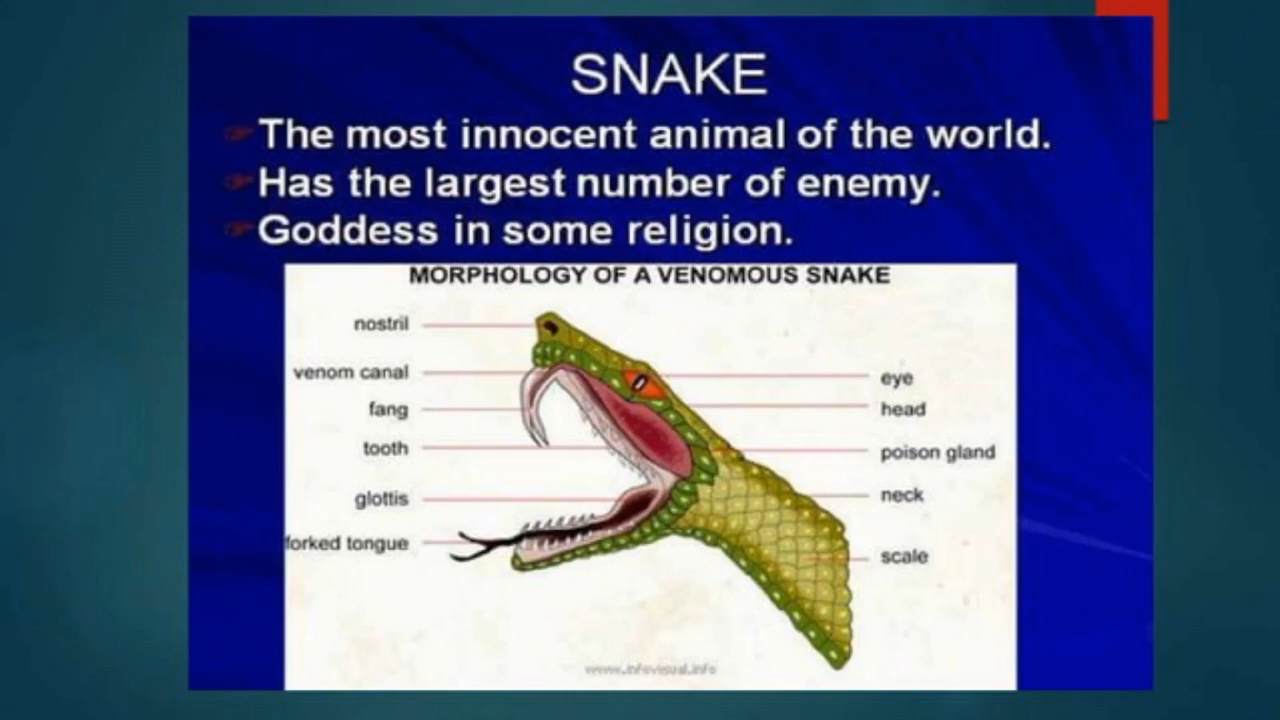 SNAKE
The most innocent animal of the world.
Has the largest number of enemy.
Goddess in some religion.
MORPHOLOGY OF A VENOMOUS SNAKE
nostril
venom canal
fang
tooth
glottis
forked tongue
eye
head
poison gland
neck
scale
www.infovisual.info